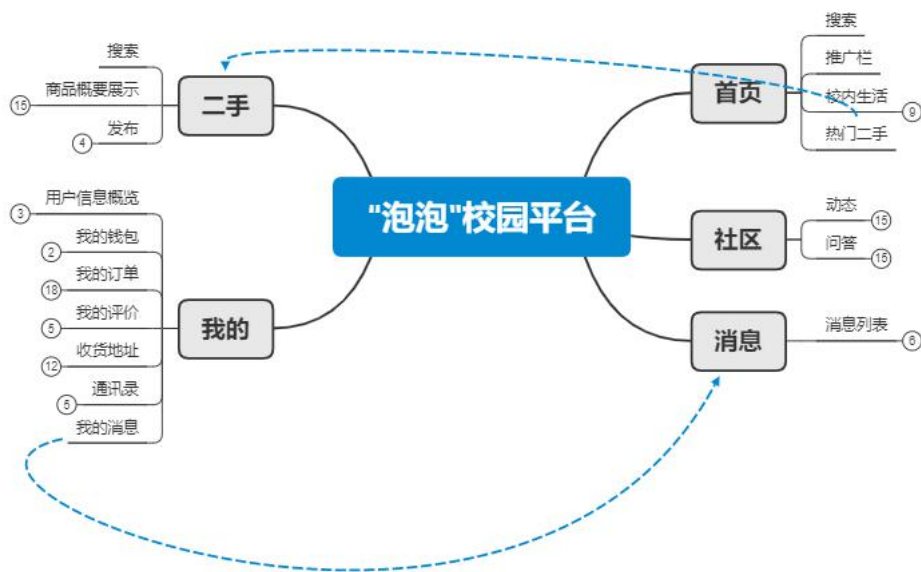 “泡泡”校园平台
首页
搜索
推广栏
校内生活
9
热门二手
社区
动态
15
问答
15
消息
消息列表
6
二手
搜索
商品概要展示
15
发布
4
我的
用户信息概览
3
我的钱包
2
我的订单
18
我的评价
5
收货地址
12
通讯录
6
我的消息